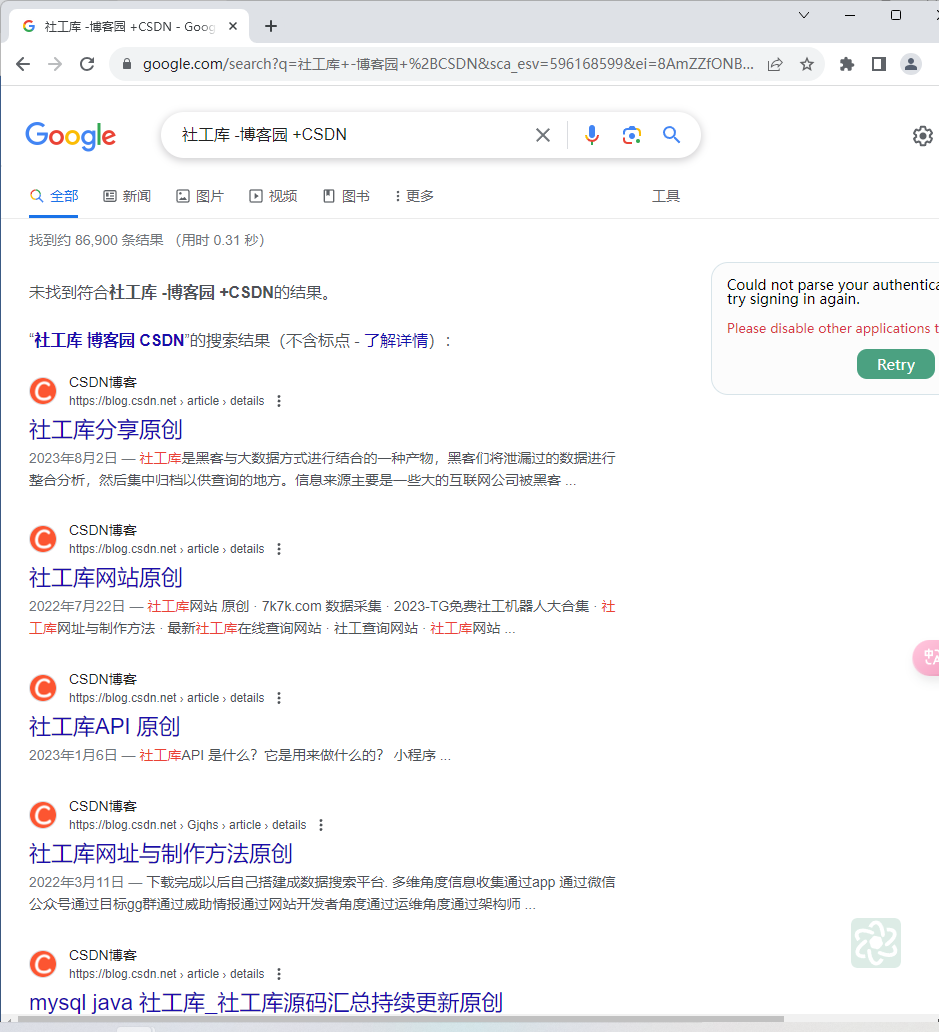 社工库 -博客园 +CSDN - Goog
google.com/search?q=社工库+-博客园+%2BCSDN&sca_esv=596168599&ei=8AmZZfONB...
Google
社工库 -博客园 +CSDN
全部 新闻 图片 视频 图书 更多 工具
找到约 86,900 条结果 （用时 0.31 秒）
未找到符合社工库 -博客园 +CSDN的结果。
“社工库 博客园 CSDN”的搜索结果（不含标点 - 了解详情）：
CSDN博客
https://blog.csdn.net › article › details
社工库分享原创
2023年8月2日 — 社工库是黑客与大数据方式进行结合的一种产物，黑客们将泄漏过的数据进行
整合分析，然后集中归档以供查询的地方。信息来源主要是一些大的互联网公司被黑客 ...
CSDN博客
https://blog.csdn.net › article › details
社工库网站原创
2022年7月22日 — 社工库网站 原创 · 7k7k.com 数据采集 · 2023-TG免费社工机器人大合集 · 社
工库网址与制作方法 · 最新社工库在线查询网站 · 社工查询网站 · 社工库网站 ...
CSDN博客
https://blog.csdn.net › article › details
社工库API 原创
2023年1月6日 — 社工库API 是什么？它是用来做什么的？ 小程序 ...
CSDN博客
https://blog.csdn.net › Gjqhs › article › details
社工库网址与制作方法原创
2022年3月11日 — 下载完成以后自己搭建成数据搜索平台. 多维角度信息收集通过app 通过微信
公众号通过目标gg群通过威助情报通过网站开发者角度通过运维角度通过架构师 ...
CSDN博客
https://blog.csdn.net › article › details
mysql java 社工库_社工库源码汇总持续更新原创
Could not parse your authentica
try signing in again.
Please disable other applications t
Retry
中
A